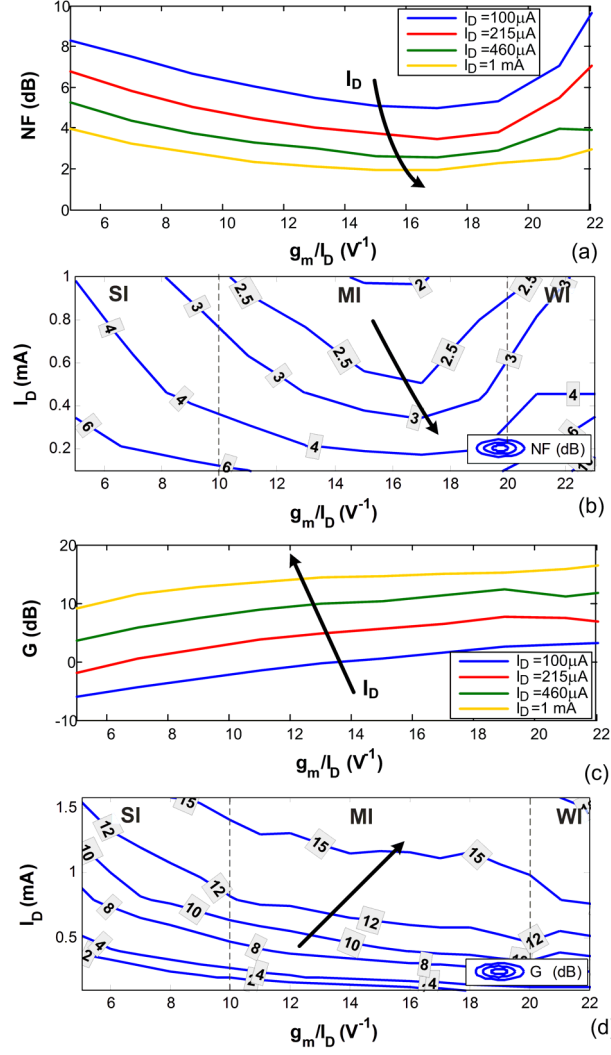 10
8
6
4
2
0
NF (dB)
I_D =100µA
I_D =215µA
I_D =460µA
I_D =1 mA
I_D
6 8 10 12 14 16 18 20 21 22
g_m/I_D (V⁻¹)
(a)
1
0.8
0.6
0.4
0.2
I_D (mA)
SI MI WI
4 3 2.5 2 2.5 3
2.5 2.5 3
4 4 3 4
6 6 6
NF (dB)
6 8 10 12 14 16 18 20 22
g_m/I_D (V⁻¹)
(b)
20
10
0
-10
G (dB)
I_D
I_D =100µA
I_D =215µA
I_D =460µA
I_D =1 mA
6 8 10 12 14 16 18 20 22
g_m/I_D (V⁻¹)
(c)
1.5
1
0.5
I_D (mA)
SI MI WI
15 15 15
12 12 12 12
10 10 10
8 8 8
4 4 4
2
G (dB)
6 8 10 12 14 16 18 20
g_m/I_D (V⁻¹)
(d